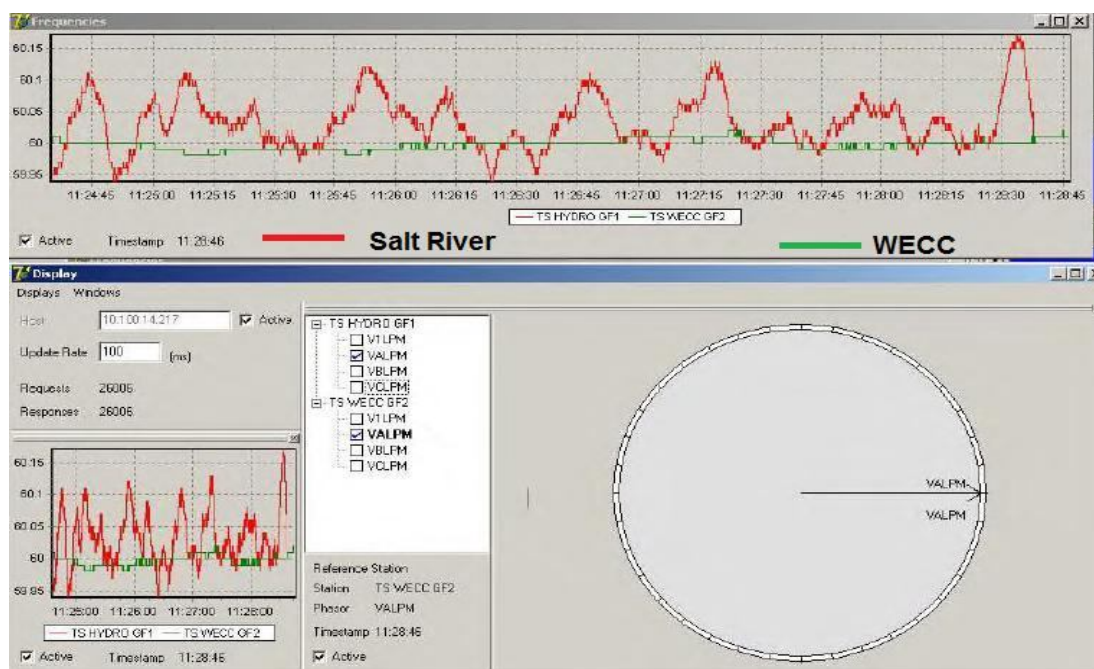 Frequencies
60.15
60.1
60.05
60
59.95
11:24:45 11:25:00 11:25:15 11:25:30 11:25:45 11:26:00 11:26:15 11:26:30 11:26:45 11:27:00 11:27:15 11:27:30 11:27:45 11:28:00 11:28:15 11:28:30 11:28:45
TS HYDRO GF1 TS WECC GF2
Active Timestamp 11:28:46 Salt River WECC
Display
Displays Windows
Host 10.100.14.217 Active
Update Rate 100 (ms)
Requests 26006
Responses 26006
60.15
60.1
60.05
60
59.95
11:25:00 11:26:00 11:27:00 11:28:00
TS HYDRO GF1 TS WECC GF2
Active Timestamp 11:28:46
TS HYDRO GF1
V1LPM
VALPM
VBLPM
VCLPM
TS WECC GF2
V1LPM
VALPM
VBLPM
VCLPM
Reference Station
Station TS WECC GF2
Phasor VALPM
Timestamp 11:28:46
Active
VALPM
VALPM